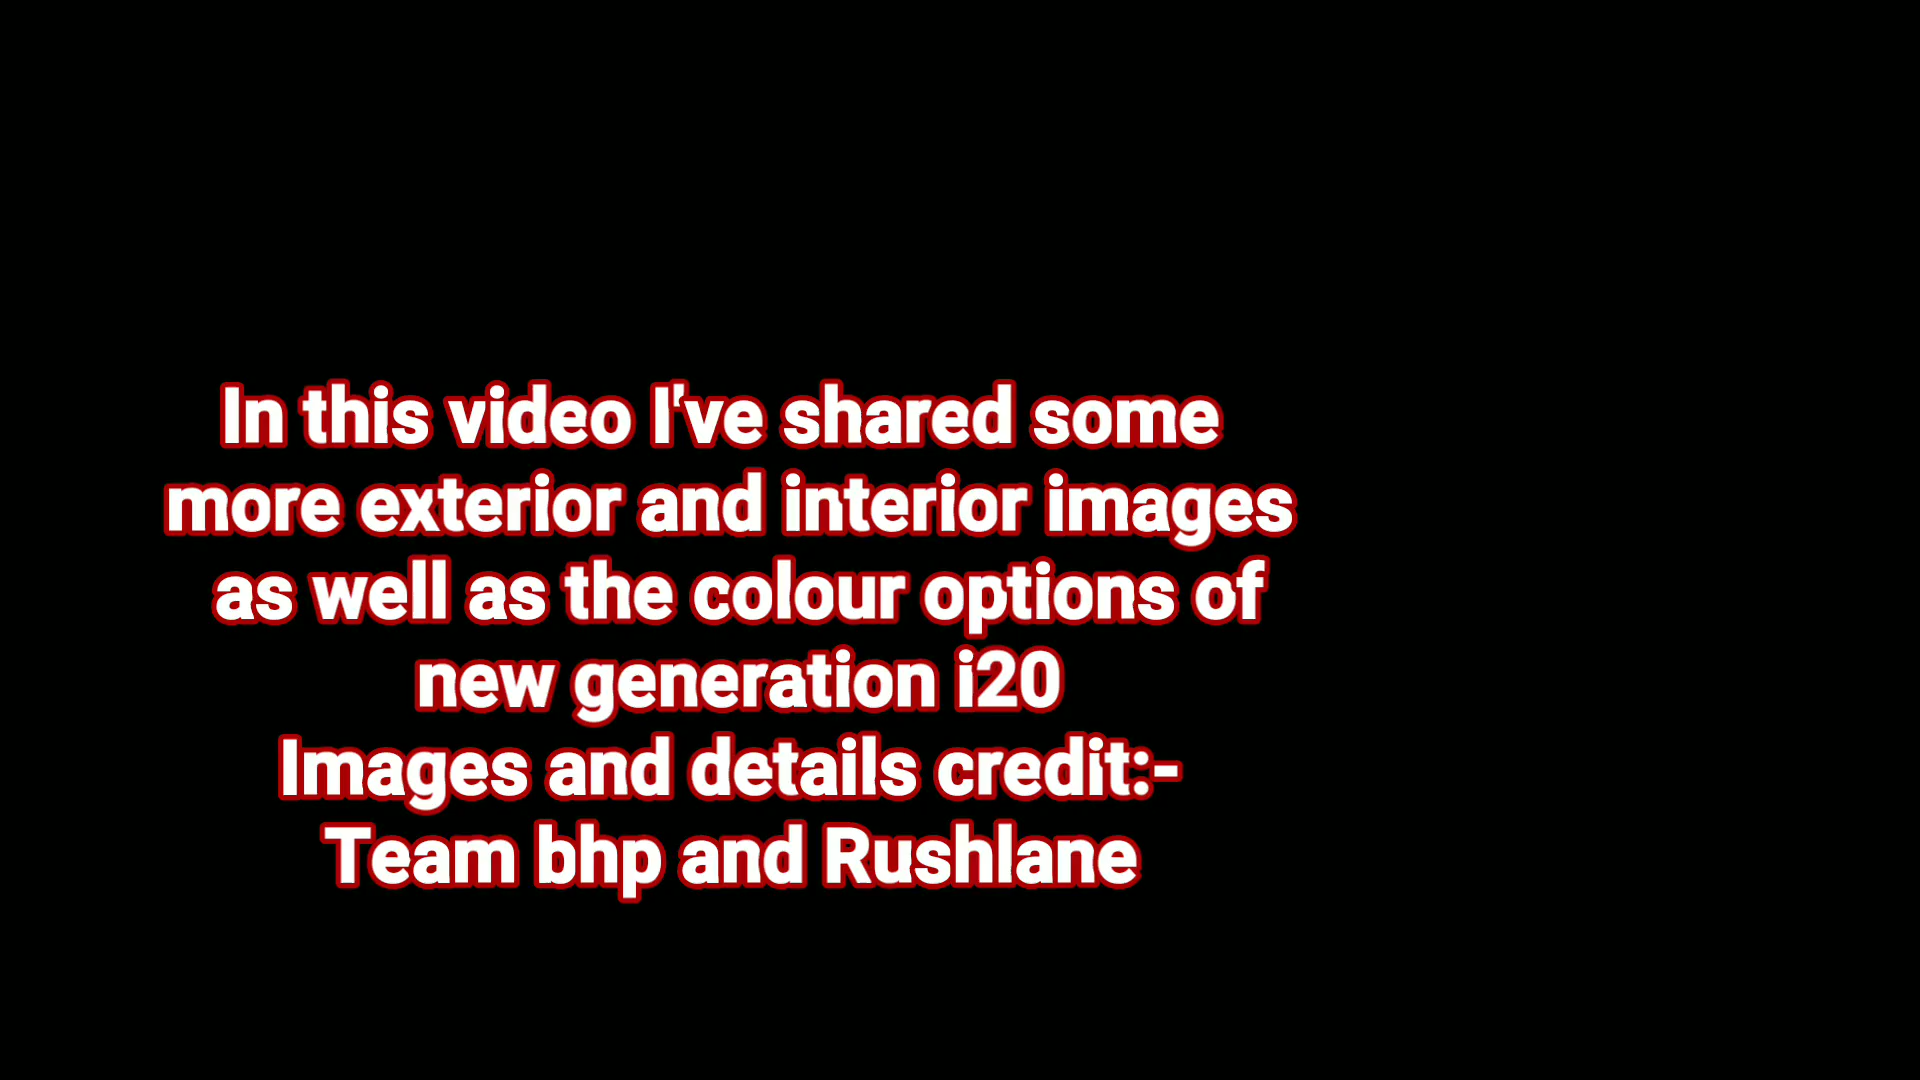 In this video I've shared some
more exterior and interior images
as well as the colour options of
new generation i20
Images and details credit:-
Team bhp and Rushlane